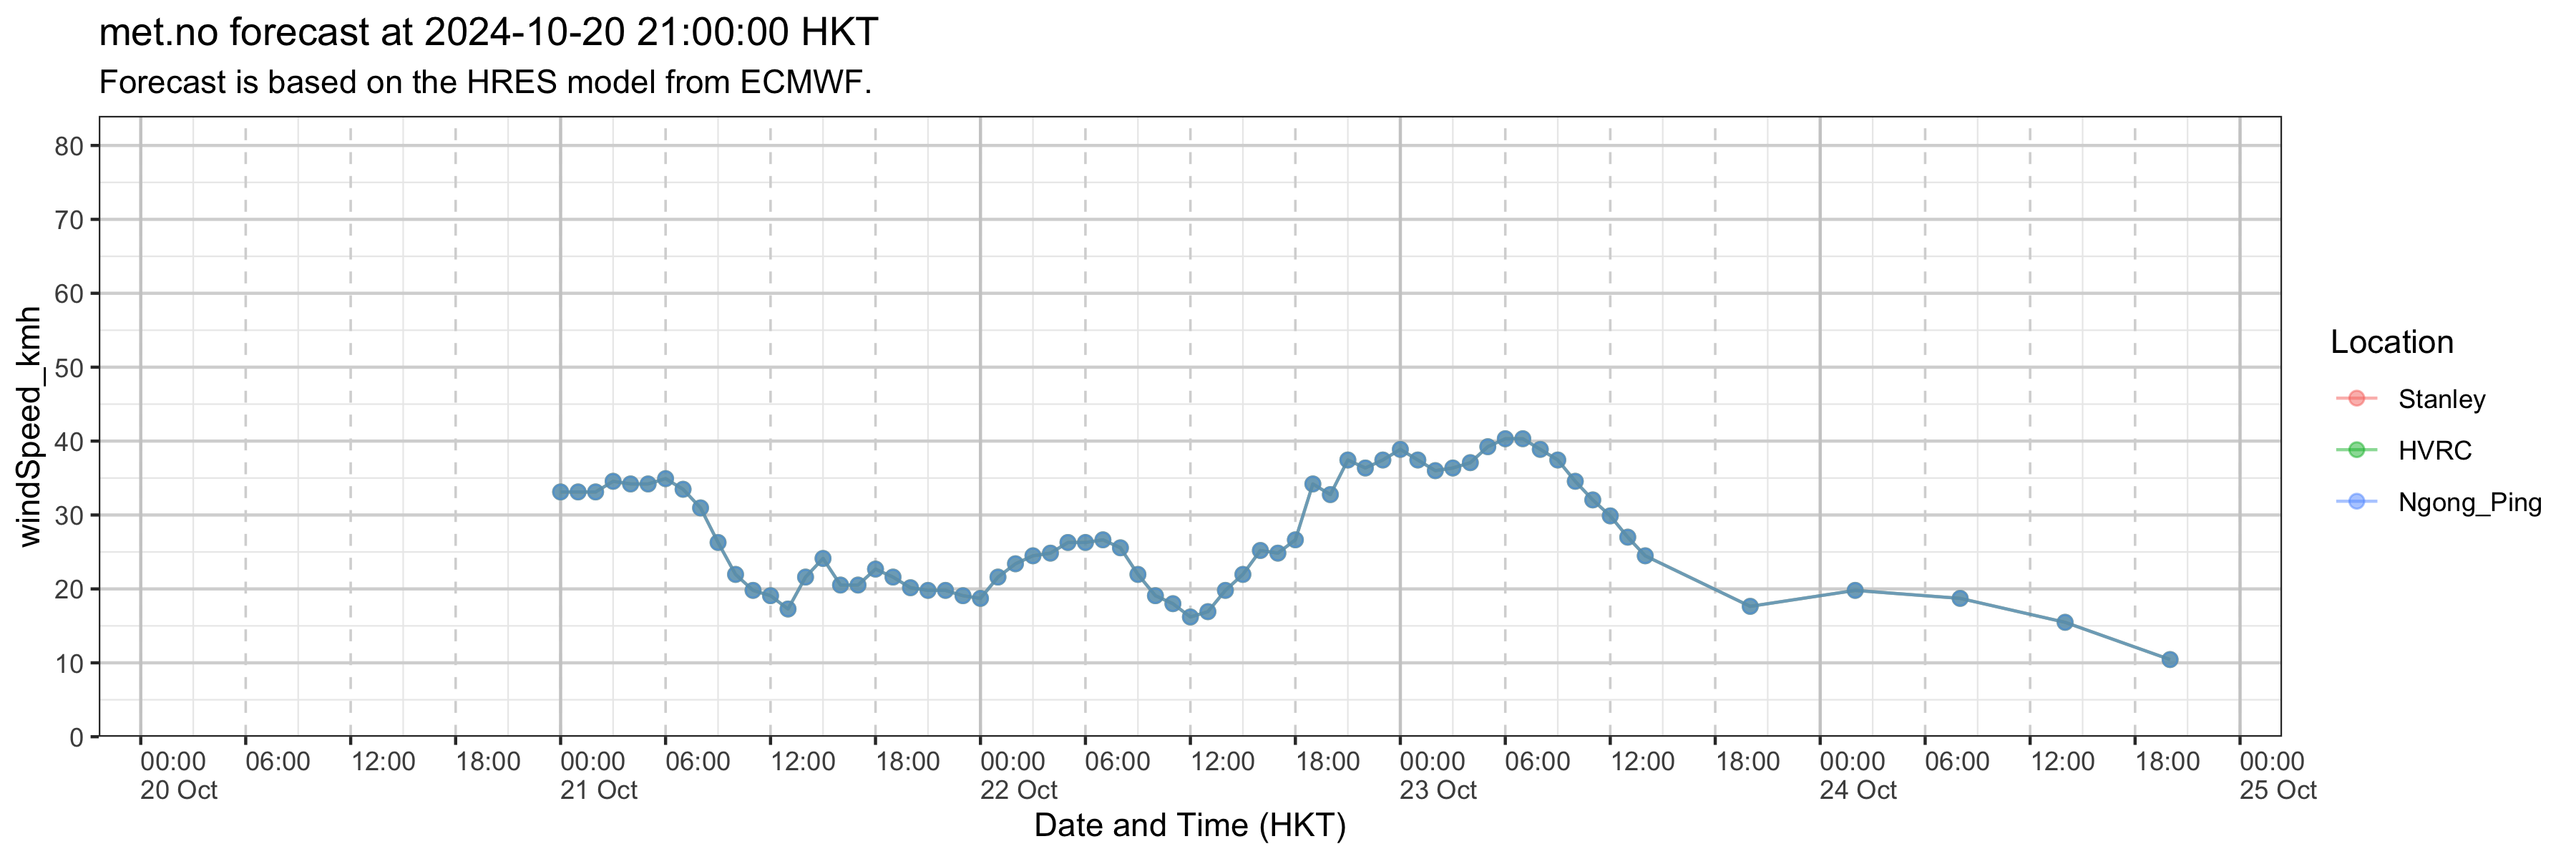 met.no forecast at 2024-10-20 21:00:00 HKT
Forecast is based on the HRES model from ECMWF.
windSpeed_kmh
80
70
60
50
40
30
20
10
0
00:00 06:00 12:00 18:00 00:00 06:00 12:00 18:00 00:00 06:00 12:00 18:00 00:00 06:00 12:00 18:00 00:00 06:00 12:00 18:00 00:00
20 Oct 21 Oct 22 Oct 23 Oct 24 Oct 25 Oct
Date and Time (HKT)
Location
Stanley
HVRC
Ngong_Ping